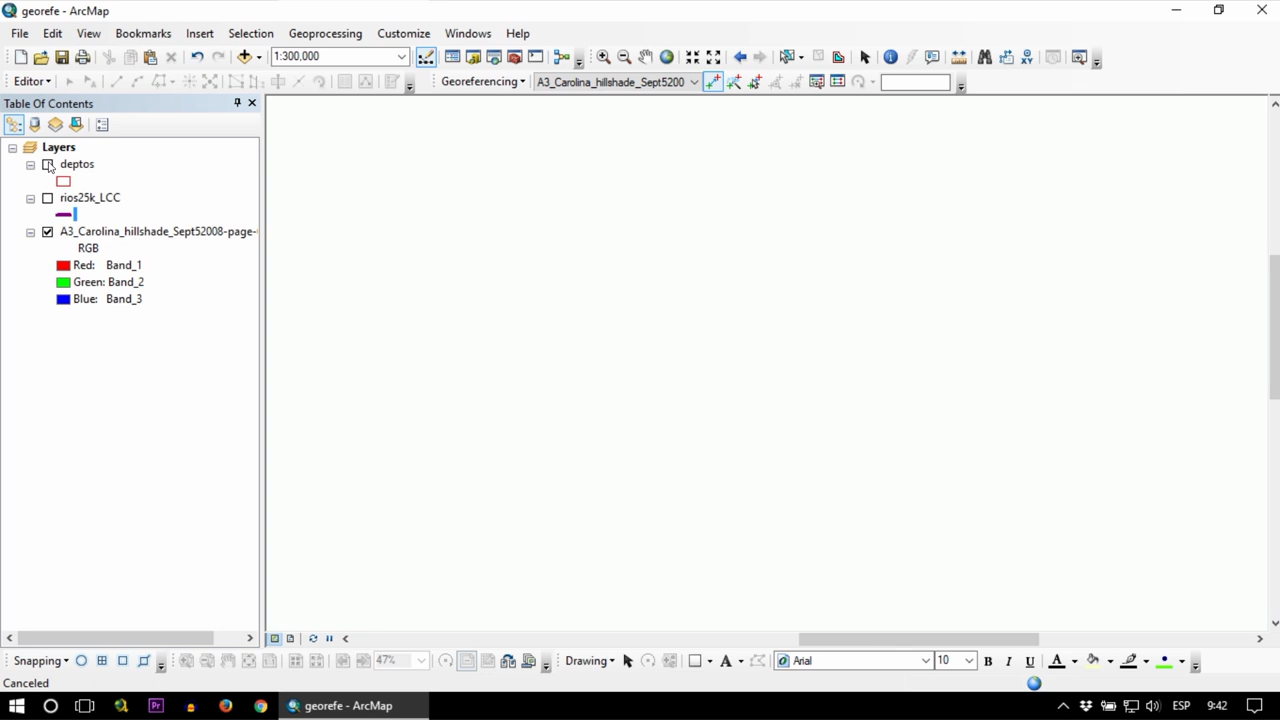 georefe - ArcMap
File Edit View Bookmarks Insert Selection Geoprocessing Customize Windows Help
1:300,000
Editor Georeferencing A3_Carolina_hillshade_Sept5200
Table Of Contents
Layers
deptos
rios25k_LCC
A3_Carolina_hillshade_Sept52008-page-
RGB
Red: Band_1
Green: Band_2
Blue: Band_3
Snapping 47% Drawing A Arial 10 B I U A
Canceled
Pr georefe - ArcMap ESP 9:42